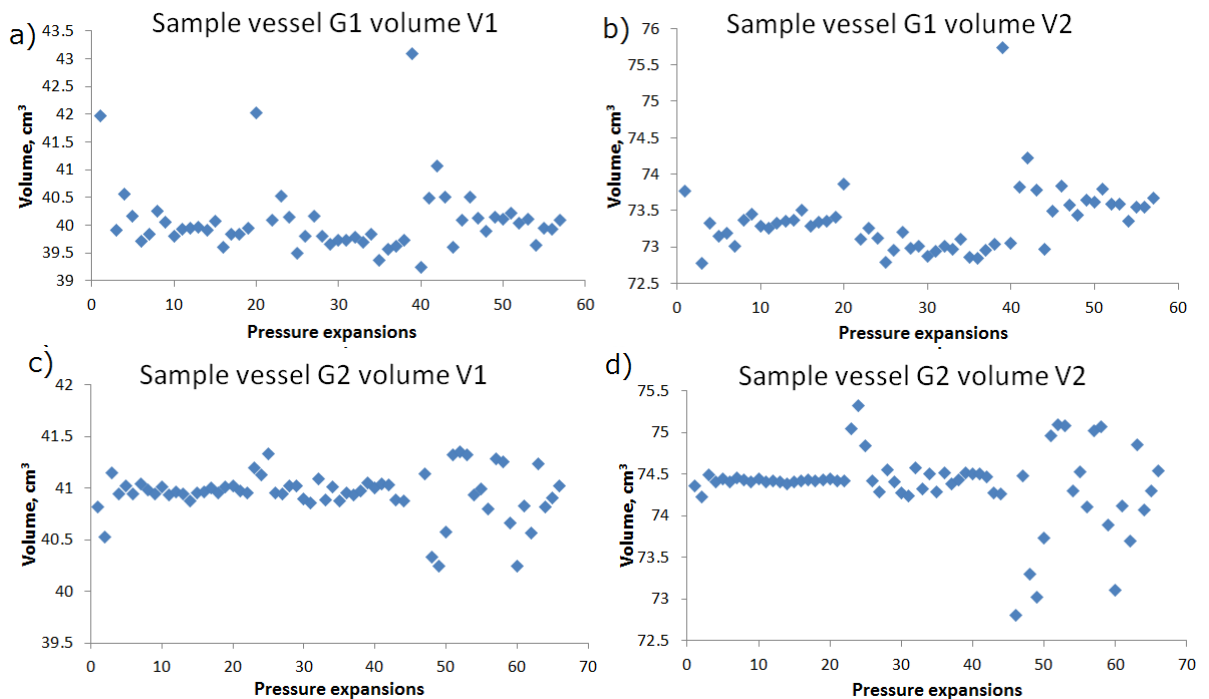 a)
Sample vessel G1 volume V1
Volume, cm³
43.5
43
42.5
42
41.5
41
40.5
40
39.5
39
0 10 20 30 40 50 60
Pressure expansions
b)
Sample vessel G1 volume V2
Volume, cm³
76
75.5
75
74.5
74
73.5
73
72.5
0 10 20 30 40 50 60
Pressure expansions
c)
Sample vessel G2 volume V1
Volume, cm³
42
41.5
41
40.5
40
39.5
0 10 20 30 40 50 60 70
Pressure expansions
d)
Sample vessel G2 volume V2
Volume, cm³
75.5
75
74.5
74
73.5
73
72.5
0 10 20 30 40 50 60 70
Pressure expansions